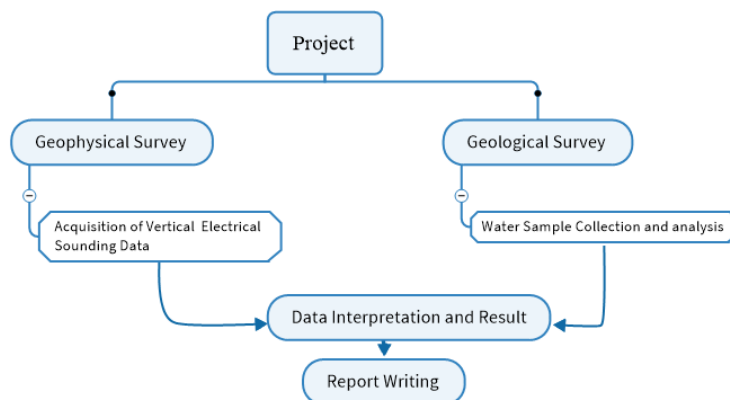 Project
Geophysical Survey
Geological Survey
Acquisition of Vertical Electrical
Sounding Data
Water Sample Collection and analysis
Data Interpretation and Result
Report Writing